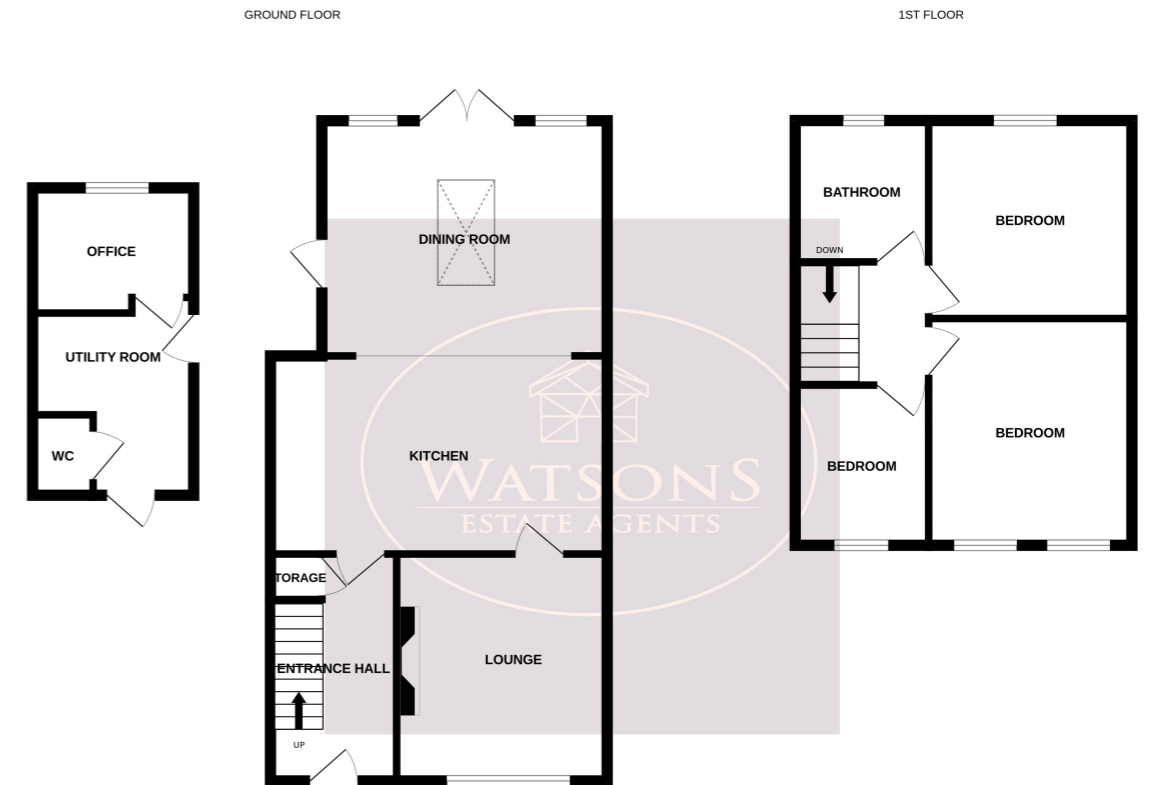 GROUND FLOOR
1ST FLOOR
OFFICE
UTILITY ROOM
WC
DINING ROOM
KITCHEN
TORAGE
ENTRANCE HALL
UP
LOUNGE
BATHROOM
DOWN
BEDROOM
BEDROOM
BEDROOM
WATSONS
ESTATE AGENTS